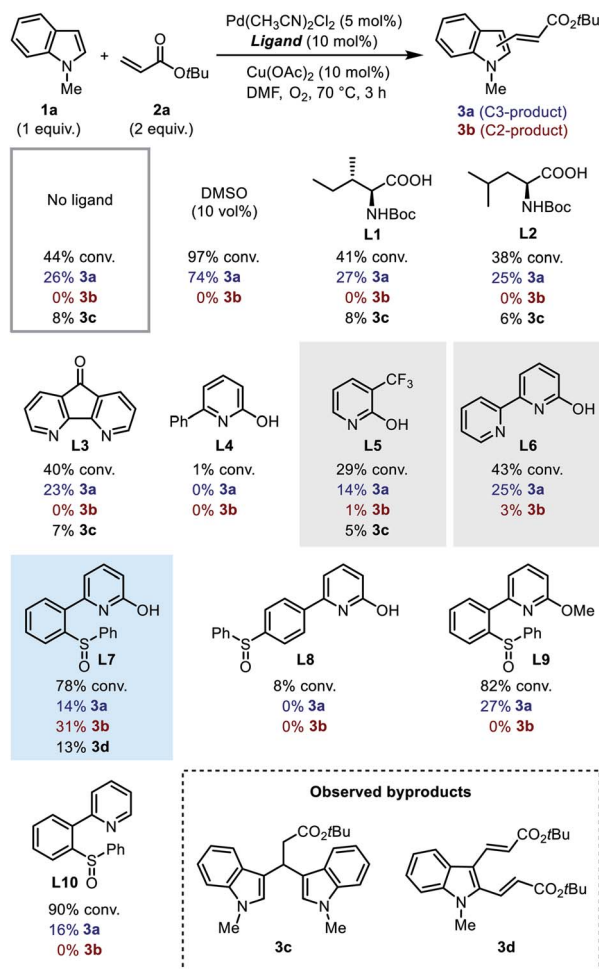 Pd(CH₃CN)₂Cl₂ (5 mol%)
Ligand (10 mol%)
Cu(OAc)₂ (10 mol%)
DMF, O₂, 70 °C, 3 h
N
Me
1a
(1 equiv.)
+
O
OtBu
2a
(2 equiv.)
CO₂tBu
N
Me
3a (C3-product)
3b (C2-product)
No ligand
44% conv.
26% 3a
0% 3b
8% 3c
DMSO
(10 vol%)
97% conv.
74% 3a
0% 3b
COOH
NHBoc
L1
41% conv.
27% 3a
0% 3b
8% 3c
COOH
NHBoc
L2
38% conv.
25% 3a
0% 3b
6% 3c
O
N N
L3
40% conv.
23% 3a
0% 3b
7% 3c
Ph N OH
L4
1% conv.
0% 3a
0% 3b
CF₃
N OH
L5
29% conv.
14% 3a
1% 3b
5% 3c
N OH
N
L6
43% conv.
25% 3a
3% 3b
N OH
S Ph
O
L7
78% conv.
14% 3a
31% 3b
13% 3d
N OH
Ph S
O
L8
8% conv.
0% 3a
0% 3b
N OMe
S Ph
O
L9
82% conv.
27% 3a
0% 3b
N
S Ph
O
L10
90% conv.
16% 3a
0% 3b
Observed byproducts
CO₂tBu
N N
Me Me
3c
CO₂tBu
CO₂tBu
N
Me
3d